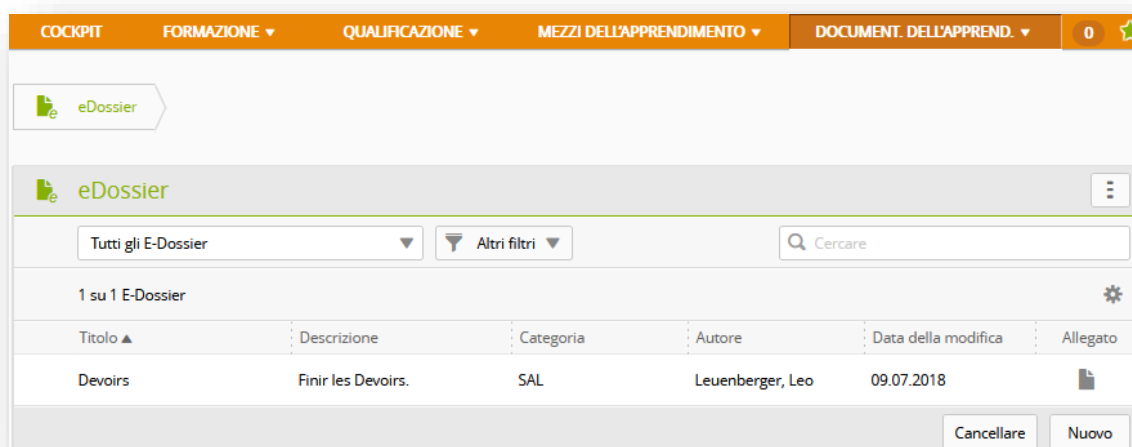 COCKPIT FORMAZIONE QUALIFICAZIONE MEZZI DELL'APPRENDIMENTO DOCUMENT. DELL'APPREND. 0
eDossier
eDossier
Tutti gli E-Dossier Altri filtri Cercare
1 su 1 E-Dossier
Titolo Descrizione Categoria Autore Data della modifica Allegato
Devoirs Finir les Devoirs. SAL Leuenberger, Leo 09.07.2018
Cancellare Nuovo